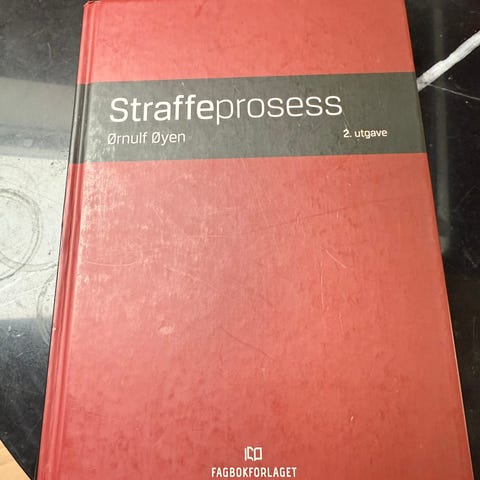 Straffeprosess
Ørnulf Øyen
2. utgave
FAGBOKFORLAGET